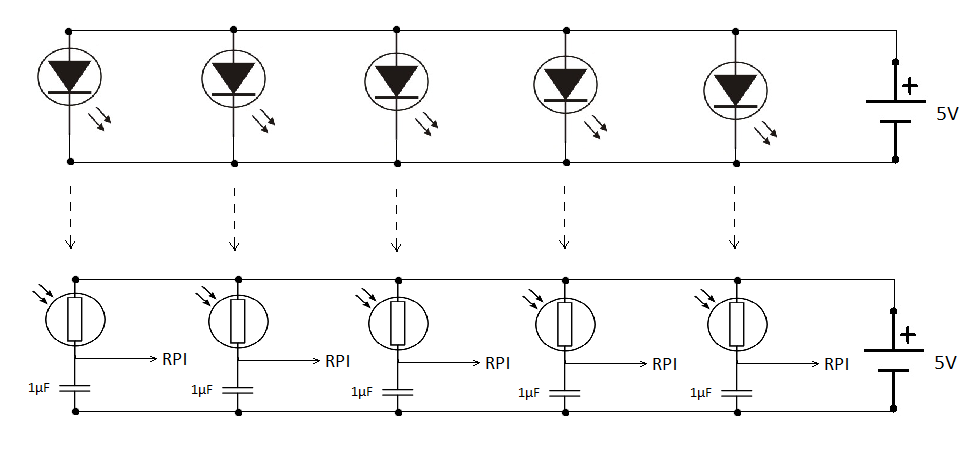 +
5V
+
RPI RPI RPI RPI RPI
5V
1µF 1µF 1µF 1µF 1µF